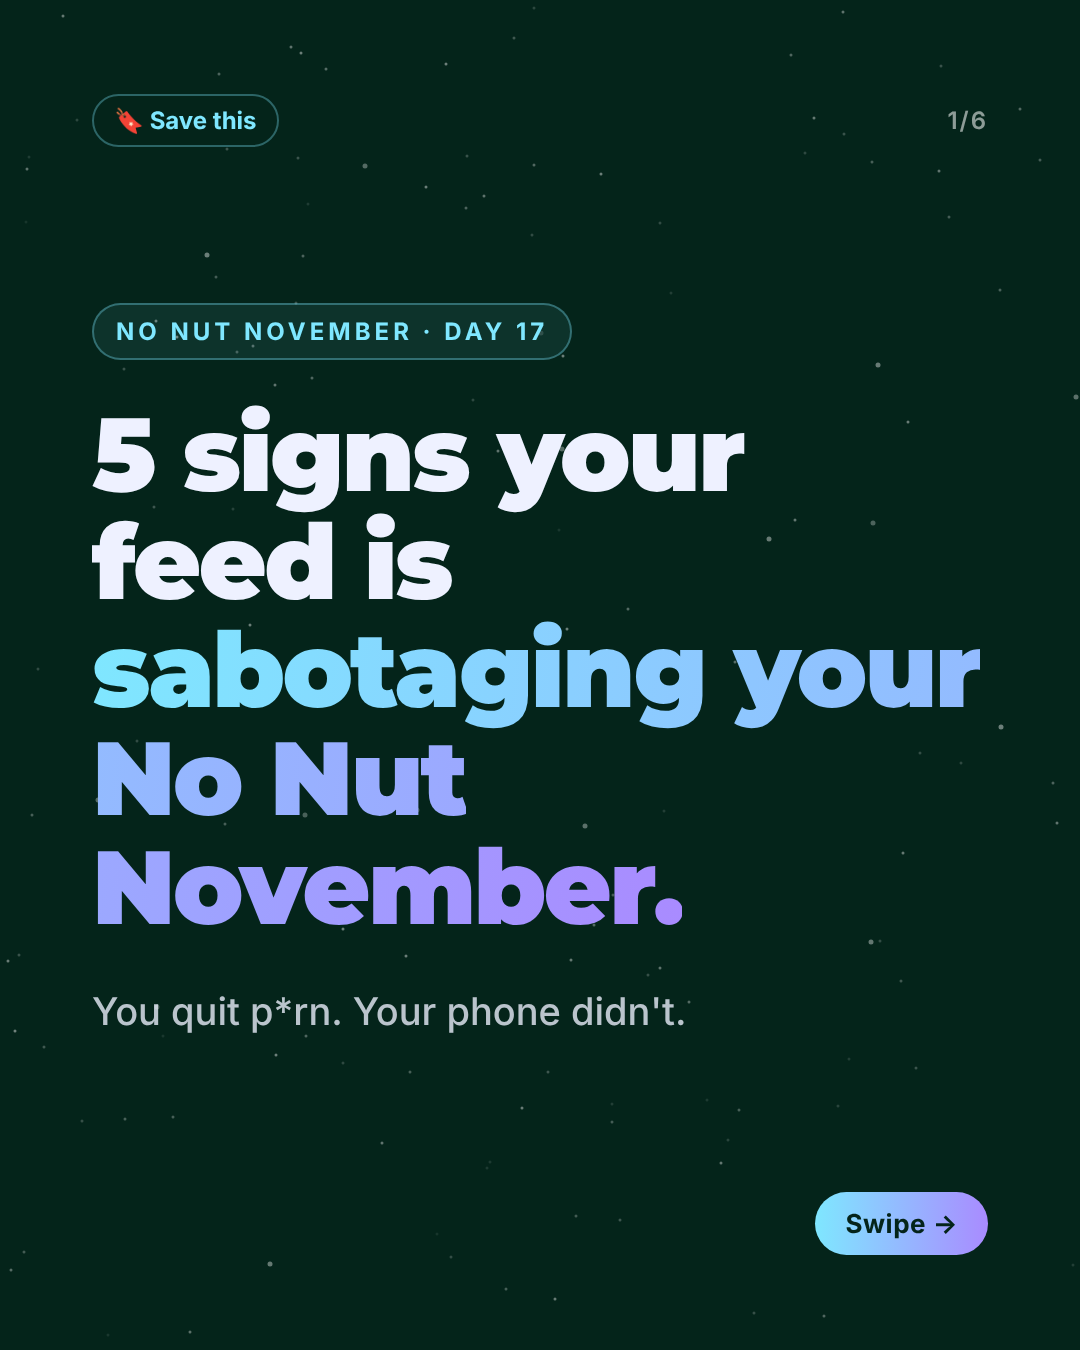 🔖 Save this
1/6
NO NUT NOVEMBER · DAY 17
5 signs your
feed is
sabotaging your
No Nut
November.
You quit p*rn. Your phone didn't.
Swipe →